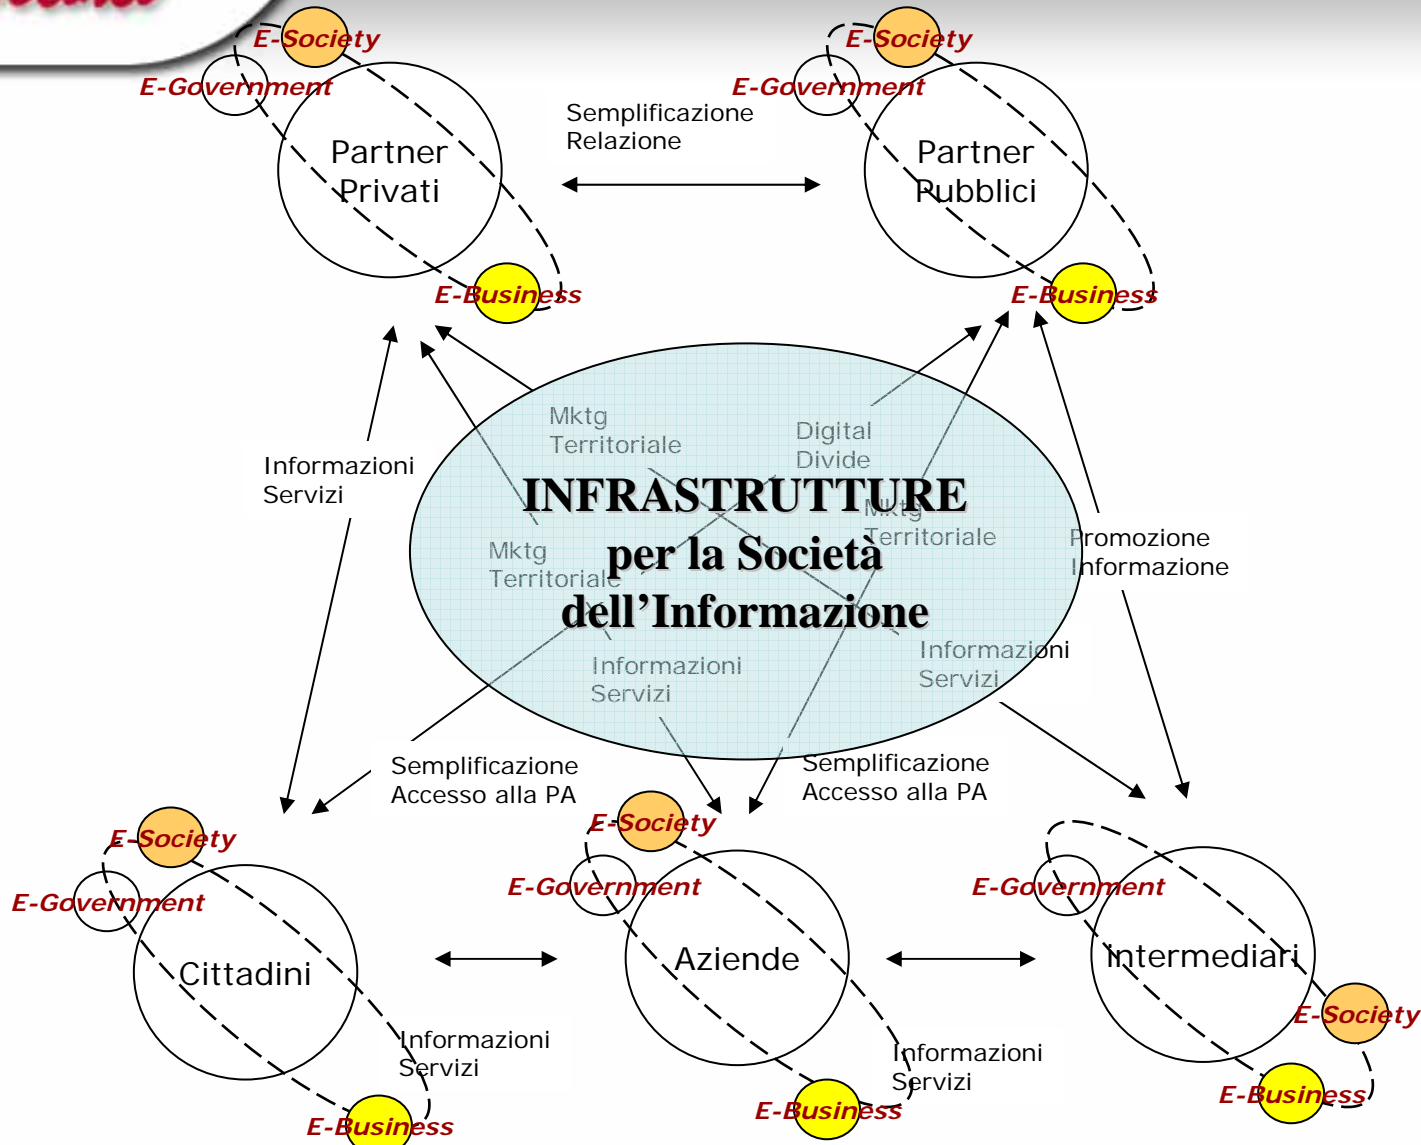 E-Society
E-Government
Partner
Privati
E-Business
Semplificazione
Relazione
E-Society
E-Government
Partner
Pubblici
E-Business
Informazioni
Servizi
Mktg
Territoriale
Digital
Divide
Mktg
Territoriale
INFRASTRUTTURE
per la Società
dell’Informazione
Mktg
Territoriale
Promozione
Informazione
Informazioni
Servizi
Informazioni
Servizi
Semplificazione
Accesso alla PA
Semplificazione
Accesso alla PA
E-Society
E-Government
Cittadini
E-Business
Informazioni
Servizi
E-Society
E-Government
Aziende
E-Business
Informazioni
Servizi
E-Government
Intermediari
E-Society
E-Business